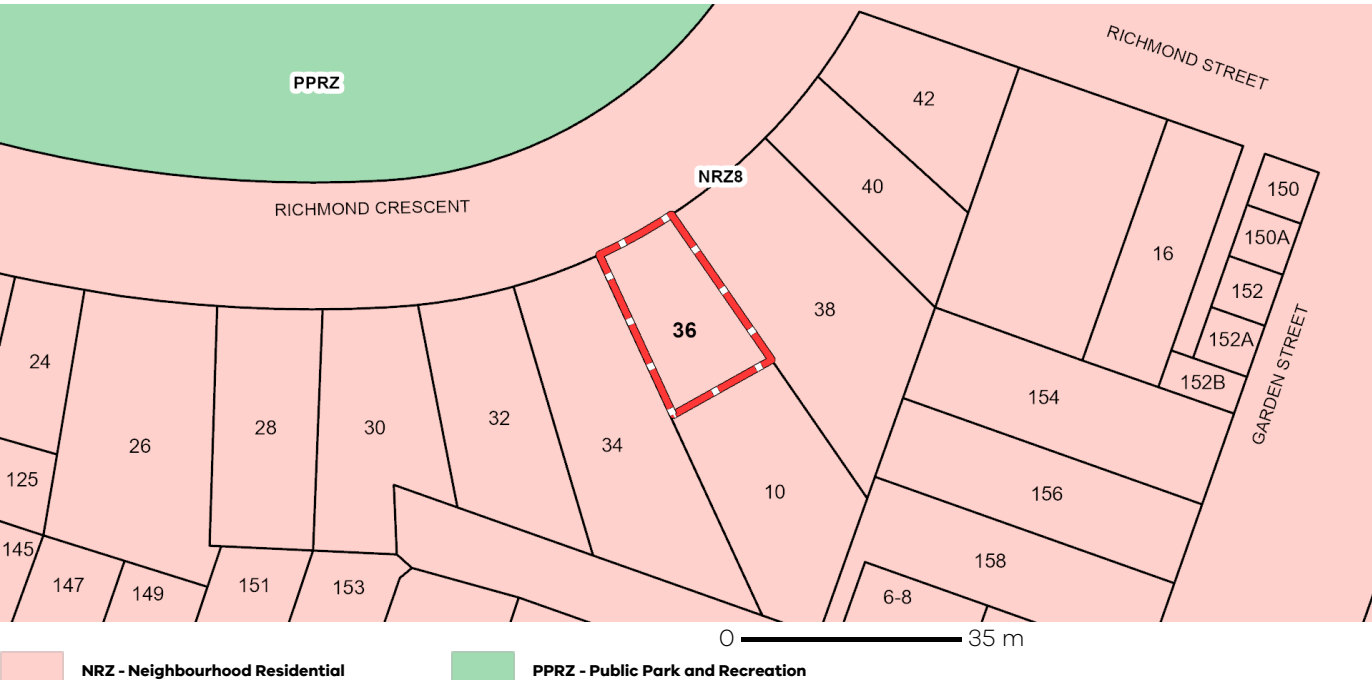 RICHMOND STREET
PPRZ
42
NRZ8
40
150
RICHMOND CRESCENT
150A
16
152
38
36
152A
24
152B
154
GARDEN STREET
32
28
30
26
34
125
10
156
145
158
147
149
151
153
6-8
0 35 m
NRZ - Neighbourhood Residential
PPRZ - Public Park and Recreation